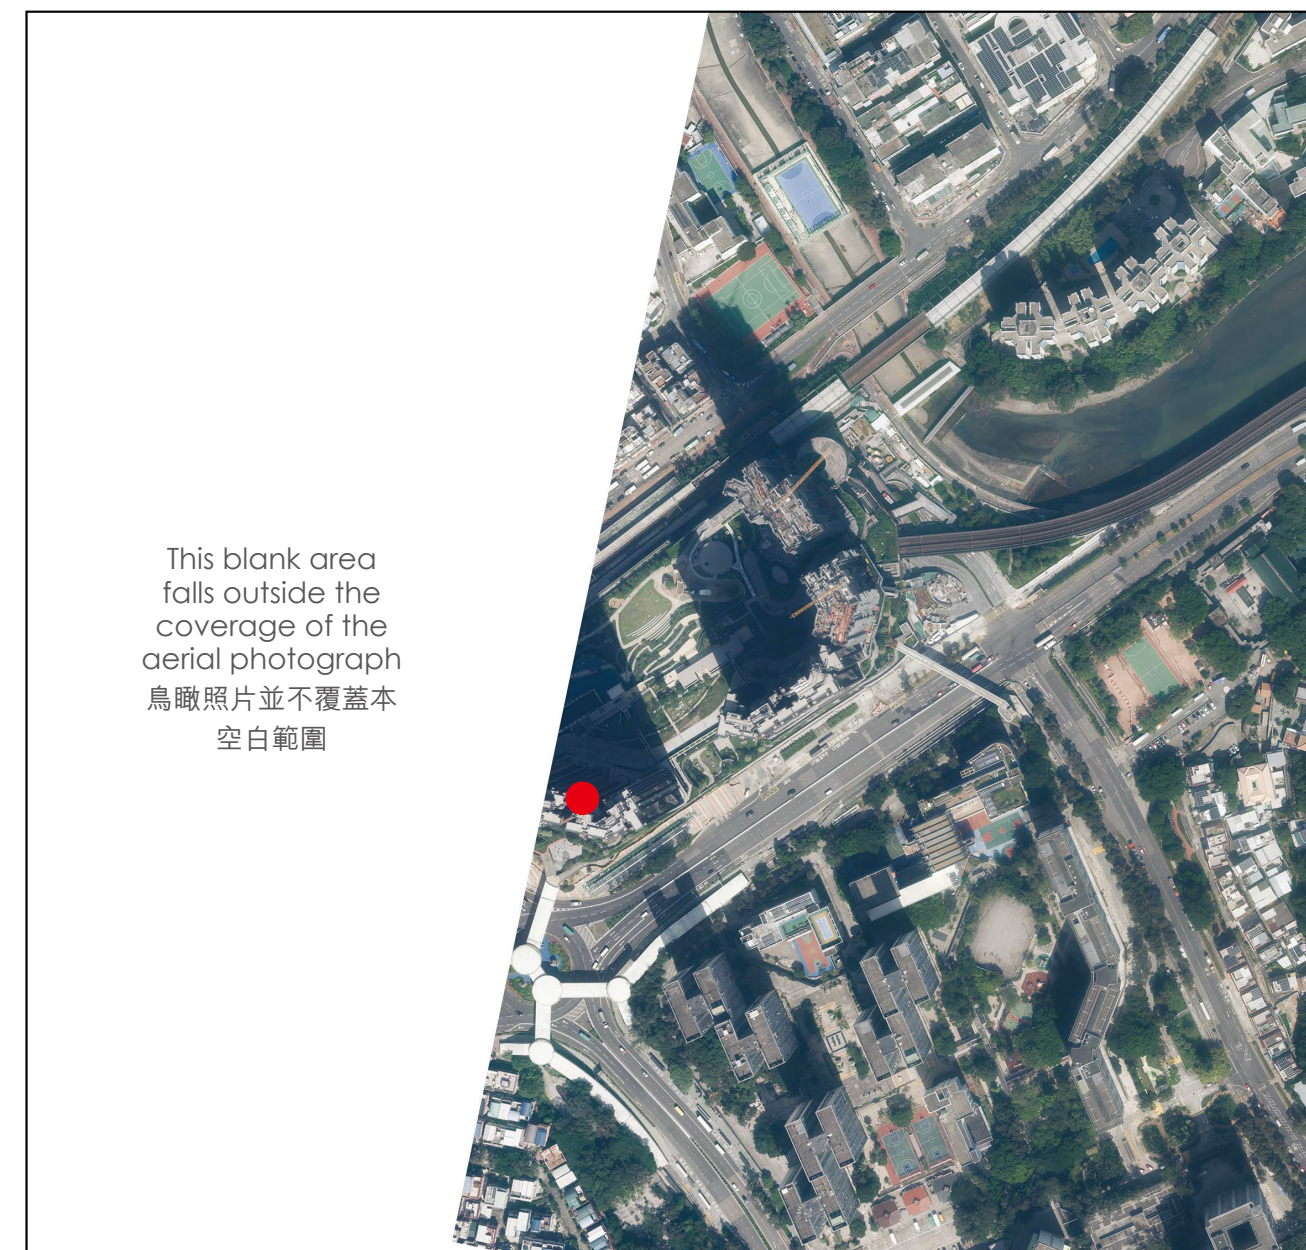 This blank area
falls outside the
coverage of the
aerial photograph
鳥瞰照片並不覆蓋本
空白範圍